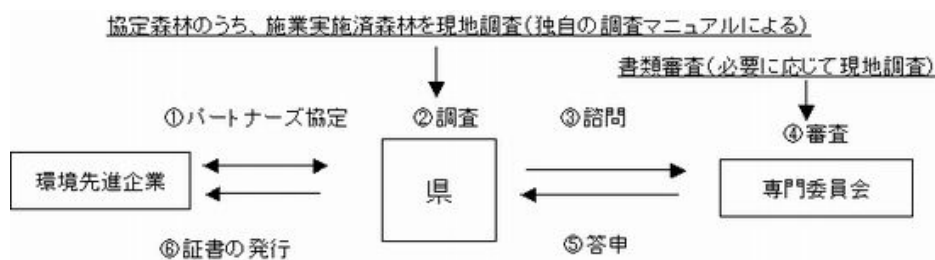 協定森林のうち、施業実施済森林を現地調査(独自の調査マニュアルによる)
書類審査(必要に応じて現地調査)
①パートナーズ協定
②調査
③諮問
④審査
環境先進企業
県
専門委員会
⑥証書の発行
⑤答申